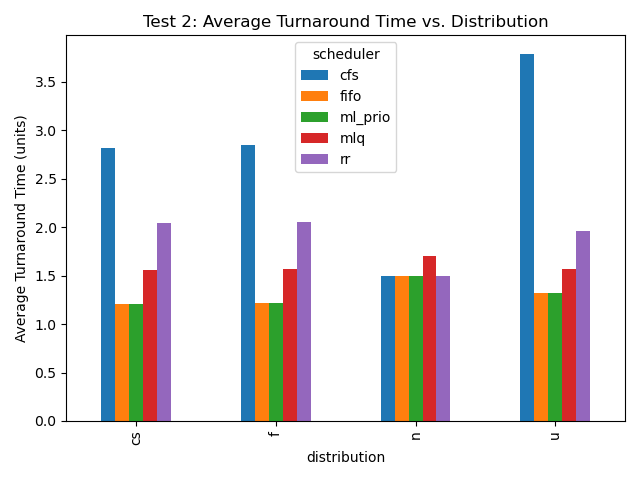 Test 2: Average Turnaround Time vs. Distribution
scheduler
cfs
fifo
ml_prio
mlq
rr
Average Turnaround Time (units)
3.5
3.0
2.5
2.0
1.5
1.0
0.5
0.0
cs
f
n
u
distribution